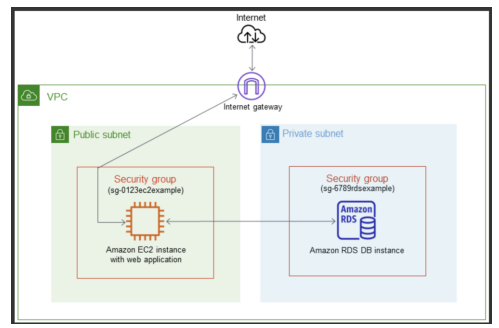 Internet
Internet gateway
VPC
Public subnet
Security group
(sg-0123ec2example)
Amazon EC2 instance
with web application
Private subnet
Security group
(sg-6789rdsexample)
Amazon
RDS
Amazon RDS DB instance